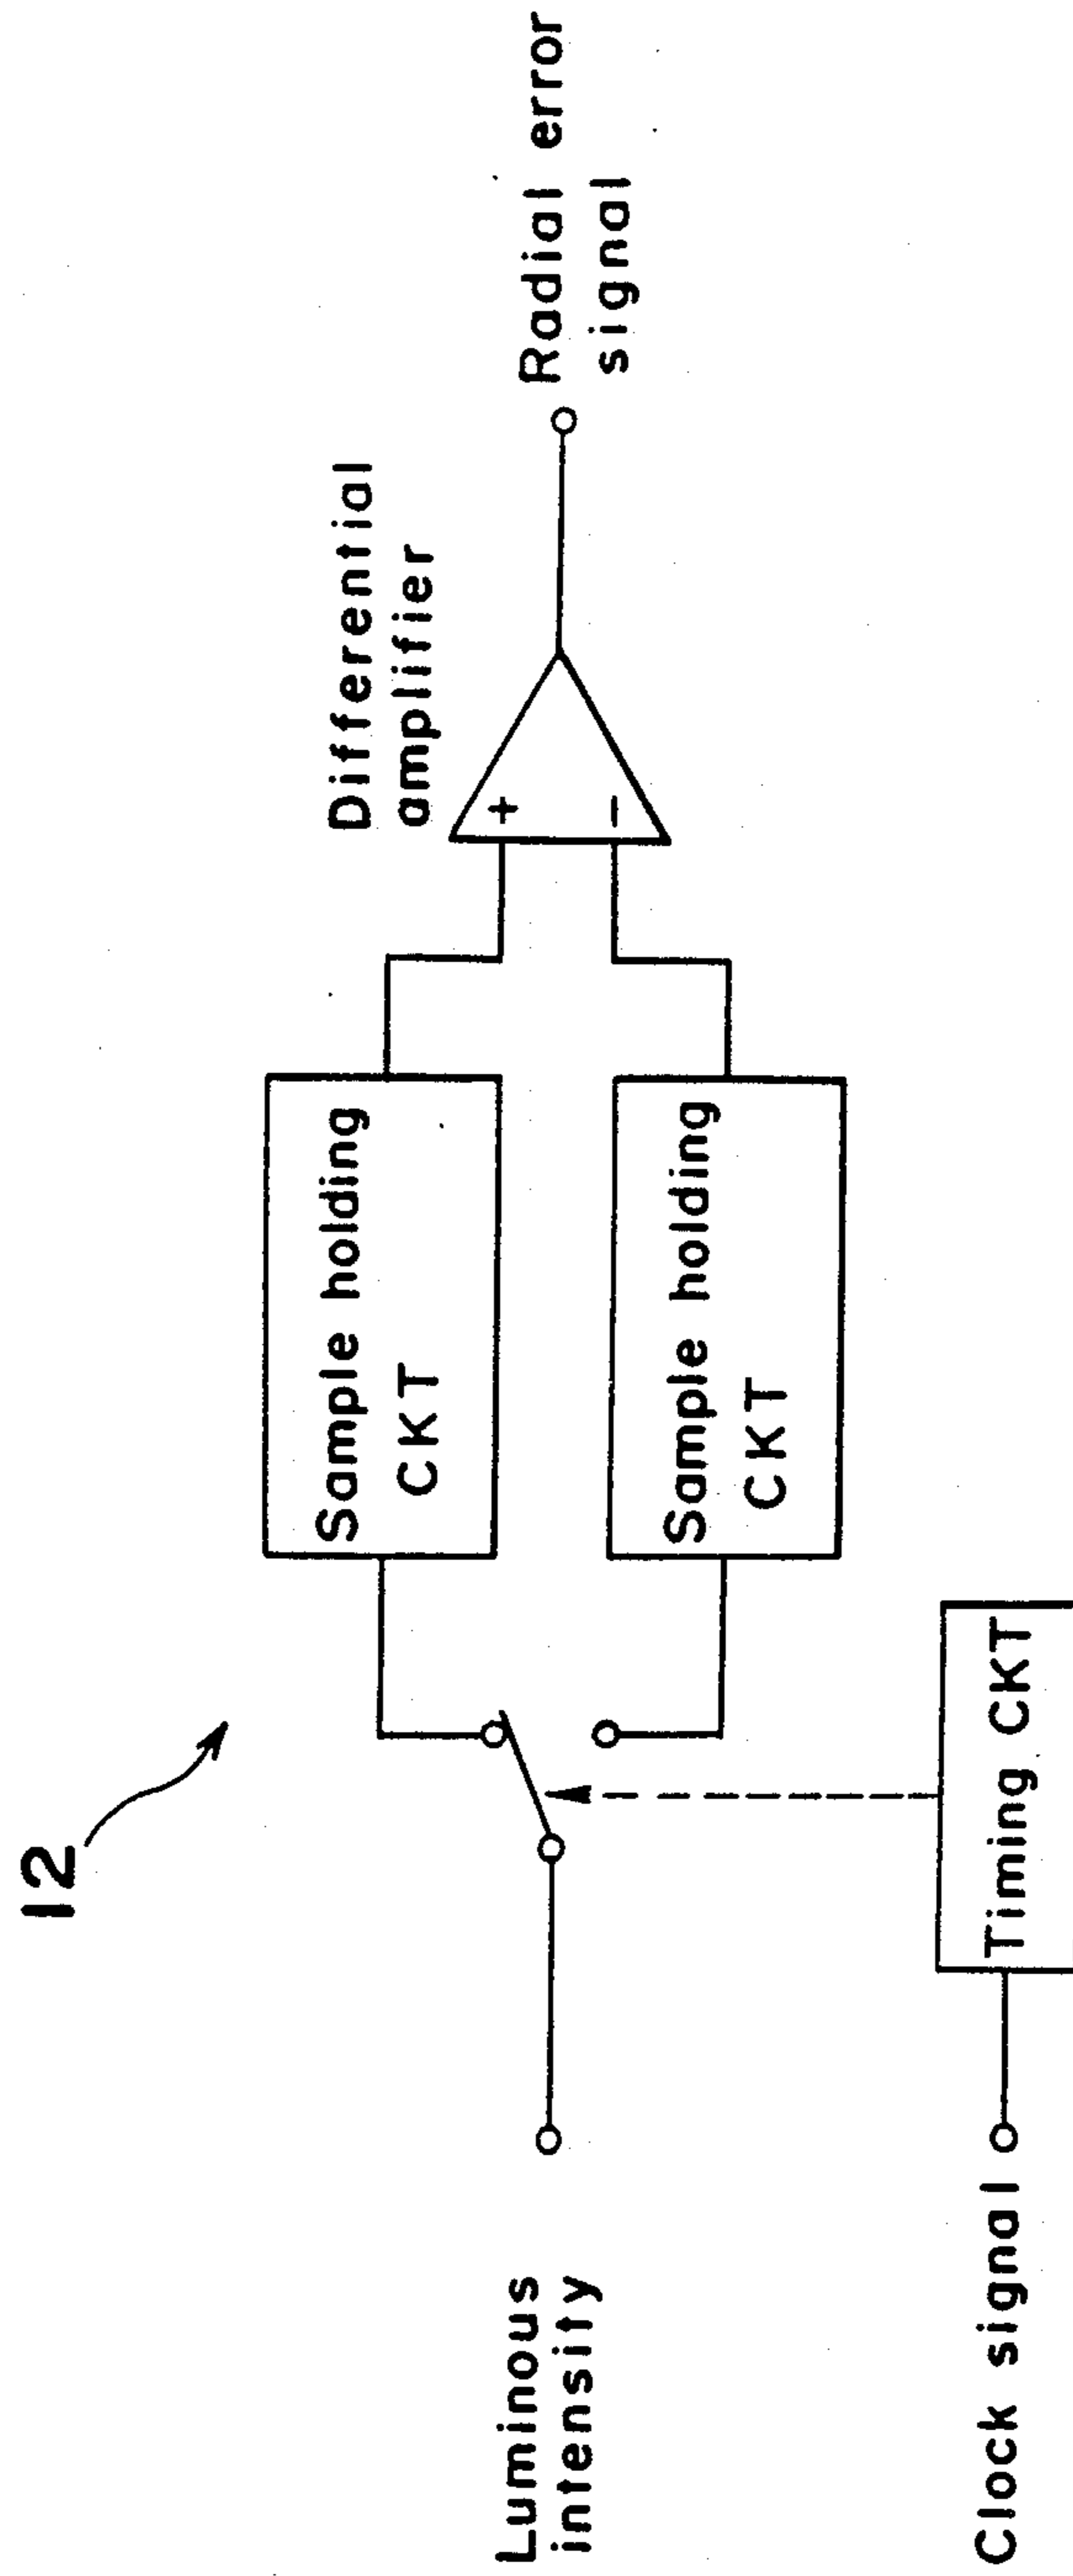 12
Luminous
intensity
Clock signal
Timing CKT
Sample holding
CKT
Sample holding
CKT
Differential
amplifier
+
−
Radial error
signal